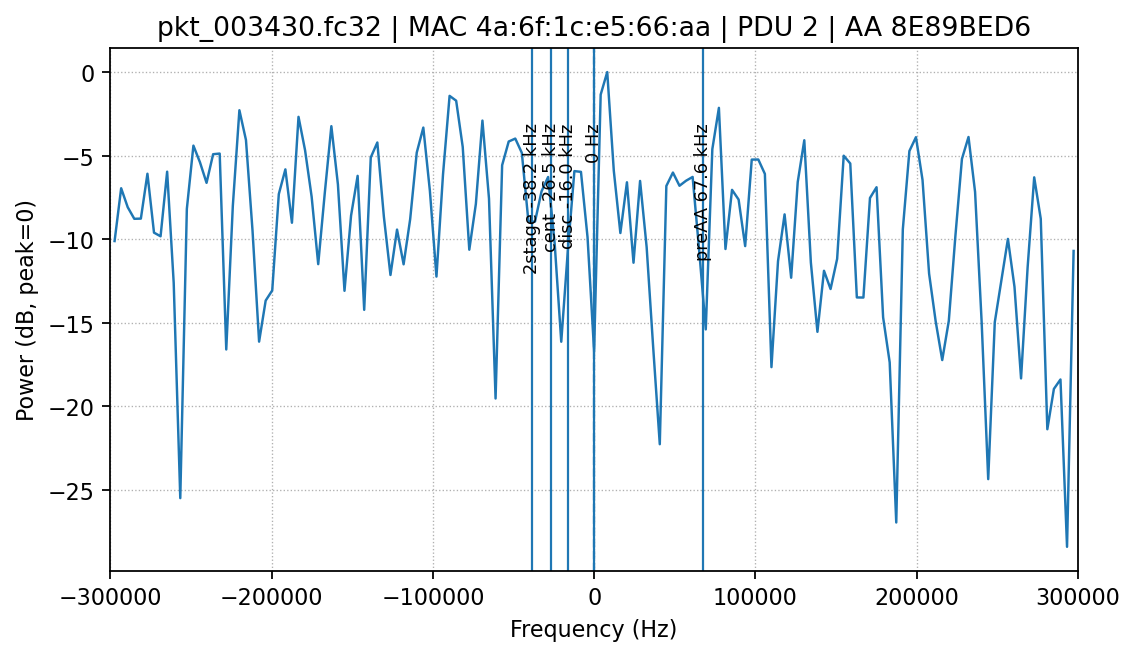 pkt_003430.fc32 | MAC 4a:6f:1c:e5:66:aa | PDU 2 | AA 8E89BED6
Power (dB, peak=0)
0
−5
−10
−15
−20
−25
2stage -38.2 kHz
cent -26.5 kHz
disc -16.0 kHz
0 Hz
preAA 67.6 kHz
−300000
−200000
−100000
0
100000
200000
300000
Frequency (Hz)